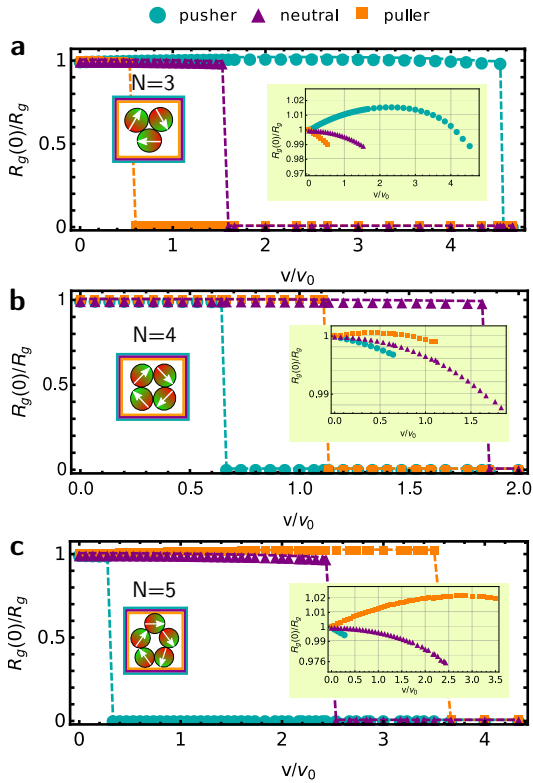 pusher neutral puller
a
1
0.5
0
R_g(0)/R_g
N=3
R_g(0)/R_g
1.02
1.01
1
0.99
0.98
0.97
0 1 2 3 4 5
v/v_0
0 1 2 3 4
v/v_0
b
1
0.5
0
R_g(0)/R_g
N=4
R_g(0)/R_g
1
0.99
0.0 0.5 1.0 1.5
v/v_0
0.0 0.5 1.0 1.5 2.0
v/v_0
c
1
0.5
0
R_g(0)/R_g
N=5
R_g(0)/R_g
1.02
1.01
1
0.99
0.976
0.0 0.5 1.0 1.5 2.0 2.5 3.0 3.5
v/v_0
0 1 2 3 4
v/v_0